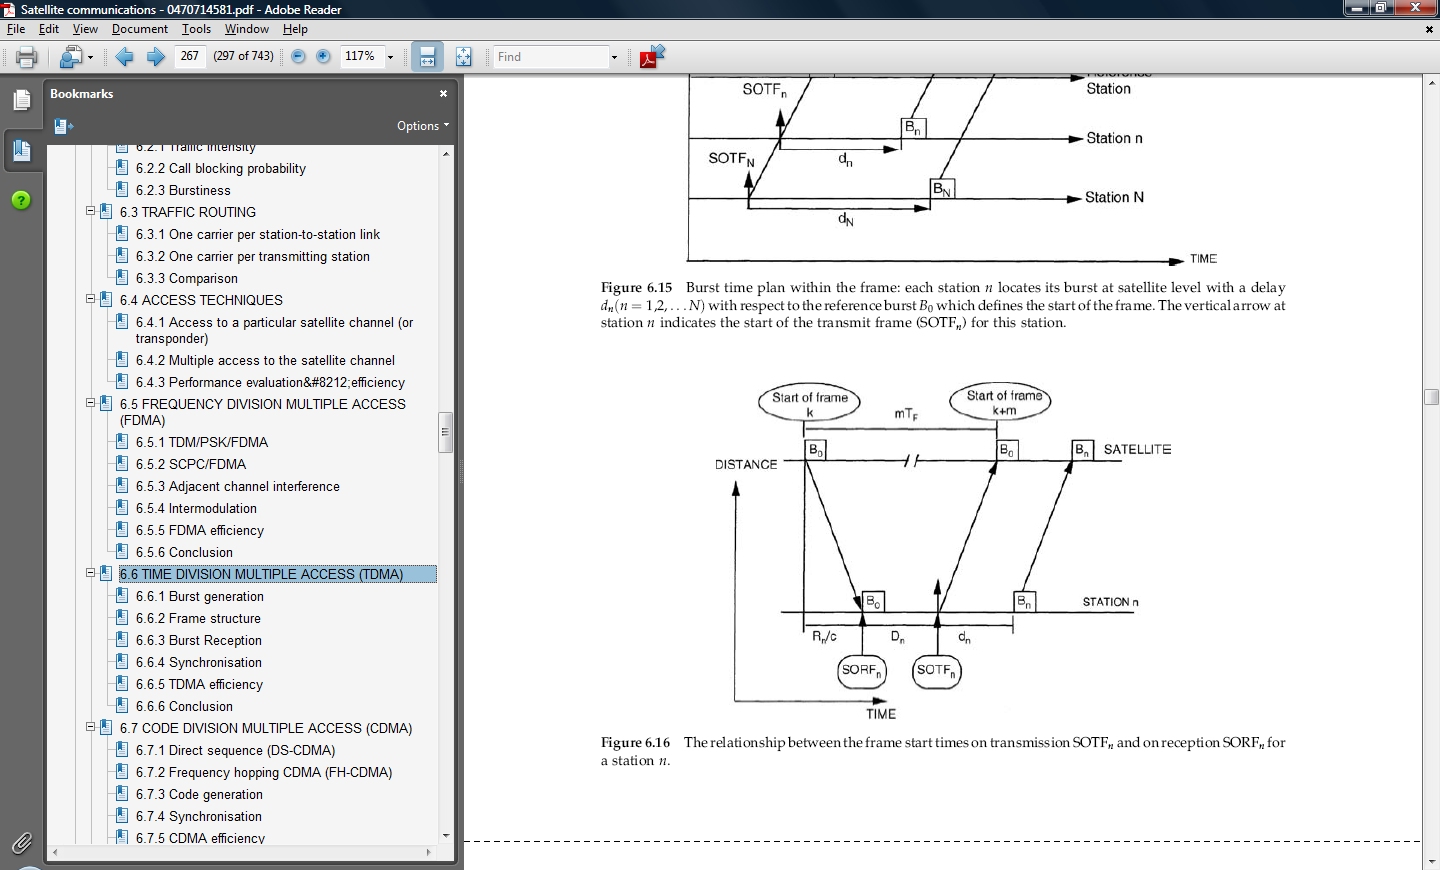 Satellite communications - 0470714581.pdf - Adobe Reader
File Edit View Document Tools Window Help
267 (297 of 743) 117% Find
Bookmarks
Options
6.2.1 Traffic intensity
6.2.2 Call blocking probability
6.2.3 Burstiness
6.3 TRAFFIC ROUTING
6.3.1 One carrier per station-to-station link
6.3.2 One carrier per transmitting station
6.3.3 Comparison
6.4 ACCESS TECHNIQUES
6.4.1 Access to a particular satellite channel (or
transponder)
6.4.2 Multiple access to the satellite channel
6.4.3 Performance evaluation&#8212;efficiency
6.5 FREQUENCY DIVISION MULTIPLE ACCESS
(FDMA)
6.5.1 TDM/PSK/FDMA
6.5.2 SCPC/FDMA
6.5.3 Adjacent channel interference
6.5.4 Intermodulation
6.5.5 FDMA efficiency
6.5.6 Conclusion
6.6 TIME DIVISION MULTIPLE ACCESS (TDMA)
6.6.1 Burst generation
6.6.2 Frame structure
6.6.3 Burst Reception
6.6.4 Synchronisation
6.6.5 TDMA efficiency
6.6.6 Conclusion
6.7 CODE DIVISION MULTIPLE ACCESS (CDMA)
6.7.1 Direct sequence (DS-CDMA)
6.7.2 Frequency hopping CDMA (FH-CDMA)
6.7.3 Code generation
6.7.4 Synchronisation
6.7.5 CDMA efficiency
Reference
Station
SOTFn
Bn
Station n
dn
SOTFN
BN
Station N
dN
TIME
Figure 6.15 Burst time plan within the frame: each station n locates its burst at satellite level with a delay
dn(n = 1,2, . . . N) with respect to the reference burst B0 which defines the start of the frame. The vertical arrow at
station n indicates the start of the transmit frame (SOTFn) for this station.
Start of frame
k
Start of frame
k+m
mTF
B0
B0
Bn
SATELLITE
DISTANCE
B0
Bn
STATION n
Rn/c
Dn
dn
SORFn
SOTFn
TIME
Figure 6.16 The relationship between the frame start times on transmission SOTFn and on reception SORFn for
a station n.